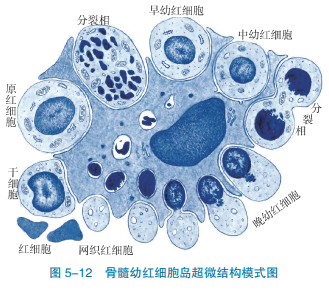 分裂相
早幼红细胞
中幼红细胞
原红细胞
分裂相
干细胞
晚幼红细胞
红细胞
网织红细胞
图 5-12 骨髓幼红细胞岛超微结构模式图